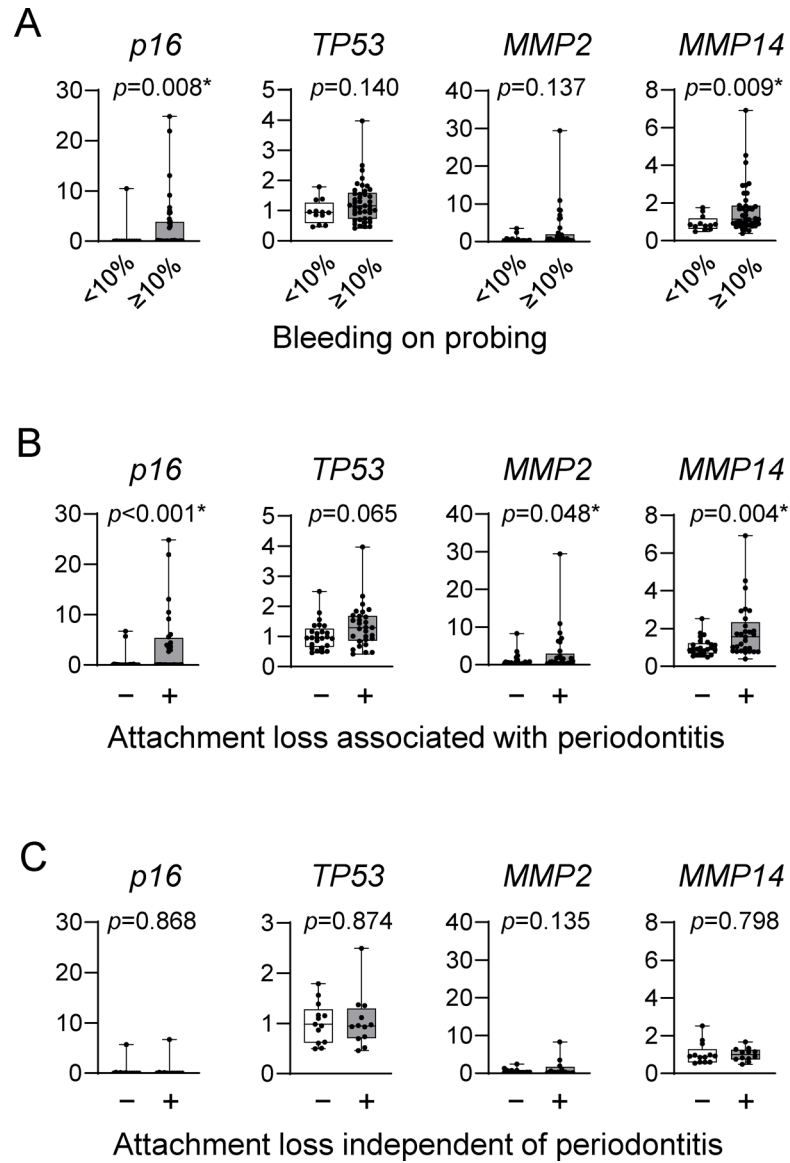 A
p16 TP53 MMP2 MMP14
p=0.008* p=0.140 p=0.137 p=0.009*
30 5 40 8
4 30 6
20 3 20 4
10 2 10 2
1
0 0 0 0
<10% ≥10% <10% ≥10% <10% ≥10% <10% ≥10%
Bleeding on probing
B
p16 TP53 MMP2 MMP14
p<0.001* p=0.065 p=0.048* p=0.004*
30 5 40 8
4 30 6
20 3 20 4
10 2 10 2
1
0 0 0 0
− + − + − + − +
Attachment loss associated with periodontitis
C
p16 TP53 MMP2 MMP14
p=0.868 p=0.874 p=0.135 p=0.798
30 3 40 8
30 6
20 2 20 4
10 1 10 2
0 0 0 0
− + − + − + − +
Attachment loss independent of periodontitis